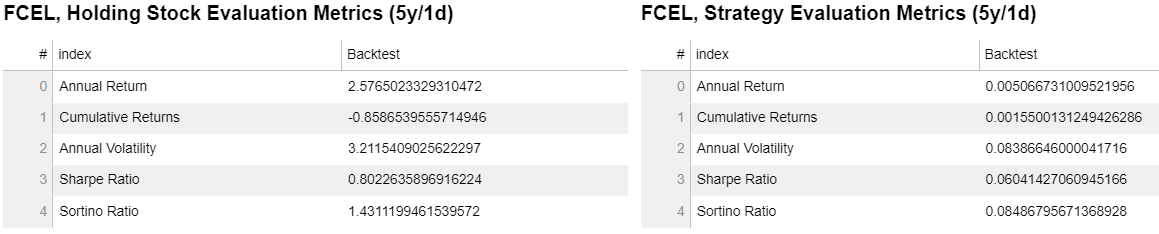 FCEL, Holding Stock Evaluation Metrics (5y/1d)
# index Backtest
0 Annual Return 2.5765023329310472
1 Cumulative Returns -0.8586539555714946
2 Annual Volatility 3.2115409025622297
3 Sharpe Ratio 0.8022635896916224
4 Sortino Ratio 1.4311199461539572
FCEL, Strategy Evaluation Metrics (5y/1d)
# index Backtest
0 Annual Return 0.005066731009521956
1 Cumulative Returns 0.0015500131249426286
2 Annual Volatility 0.08386646000041716
3 Sharpe Ratio 0.06041427060945166
4 Sortino Ratio 0.08486795671368928